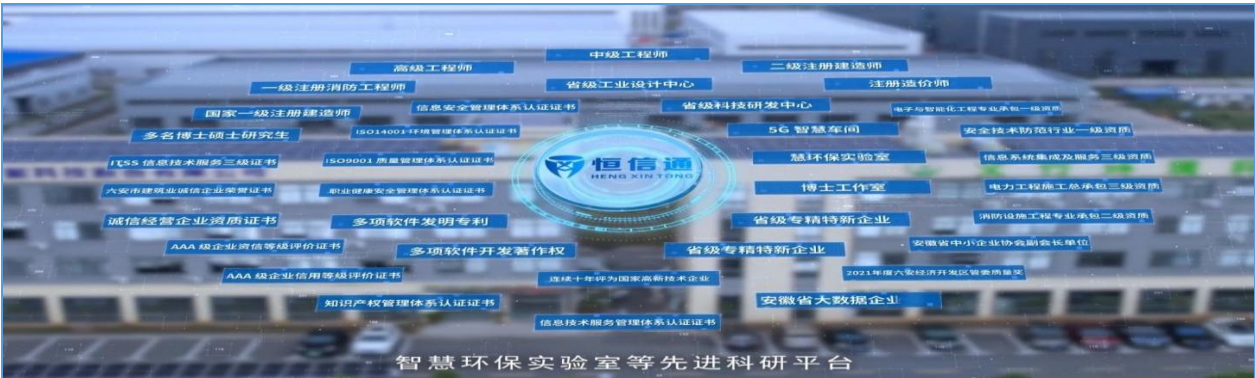 中级工程师
高级工程师
二级注册建造师
一级注册消防工程师
省级工业设计中心
注册造价师
国家一级注册建造师
信息安全管理体系认证证书
省级科技研发中心
电子与智能化工程专业承包一级资质
多名博士硕士研究生
ISO14001环境管理体系认证证书
5G 智慧车间
安全技术防范行业一级资质
ITSS 信息技术服务三级证书
ISO9001 质量管理体系认证证书
恒信通
HENG XIN TONG
慧环保实验室
信息系统集成及服务三级资质
六安市建筑业诚信企业荣誉证书
职业健康安全管理体系认证证书
博士工作室
电力工程施工总承包三级资质
诚信经营企业资质证书
多项软件发明专利
省级专精特新企业
消防设施工程专业承包二级资质
AAA 级企业资信等级评价证书
多项软件开发著作权
省级专精特新企业
安徽省中小企业协会副会长单位
AAA 级企业信用等级评价证书
连续十年评为国家高新技术企业
2021年度六安经济开发区管委质量奖
知识产权管理体系认证证书
安徽省大数据企业
信息技术服务管理体系认证证书
智慧环保实验室等先进科研平台